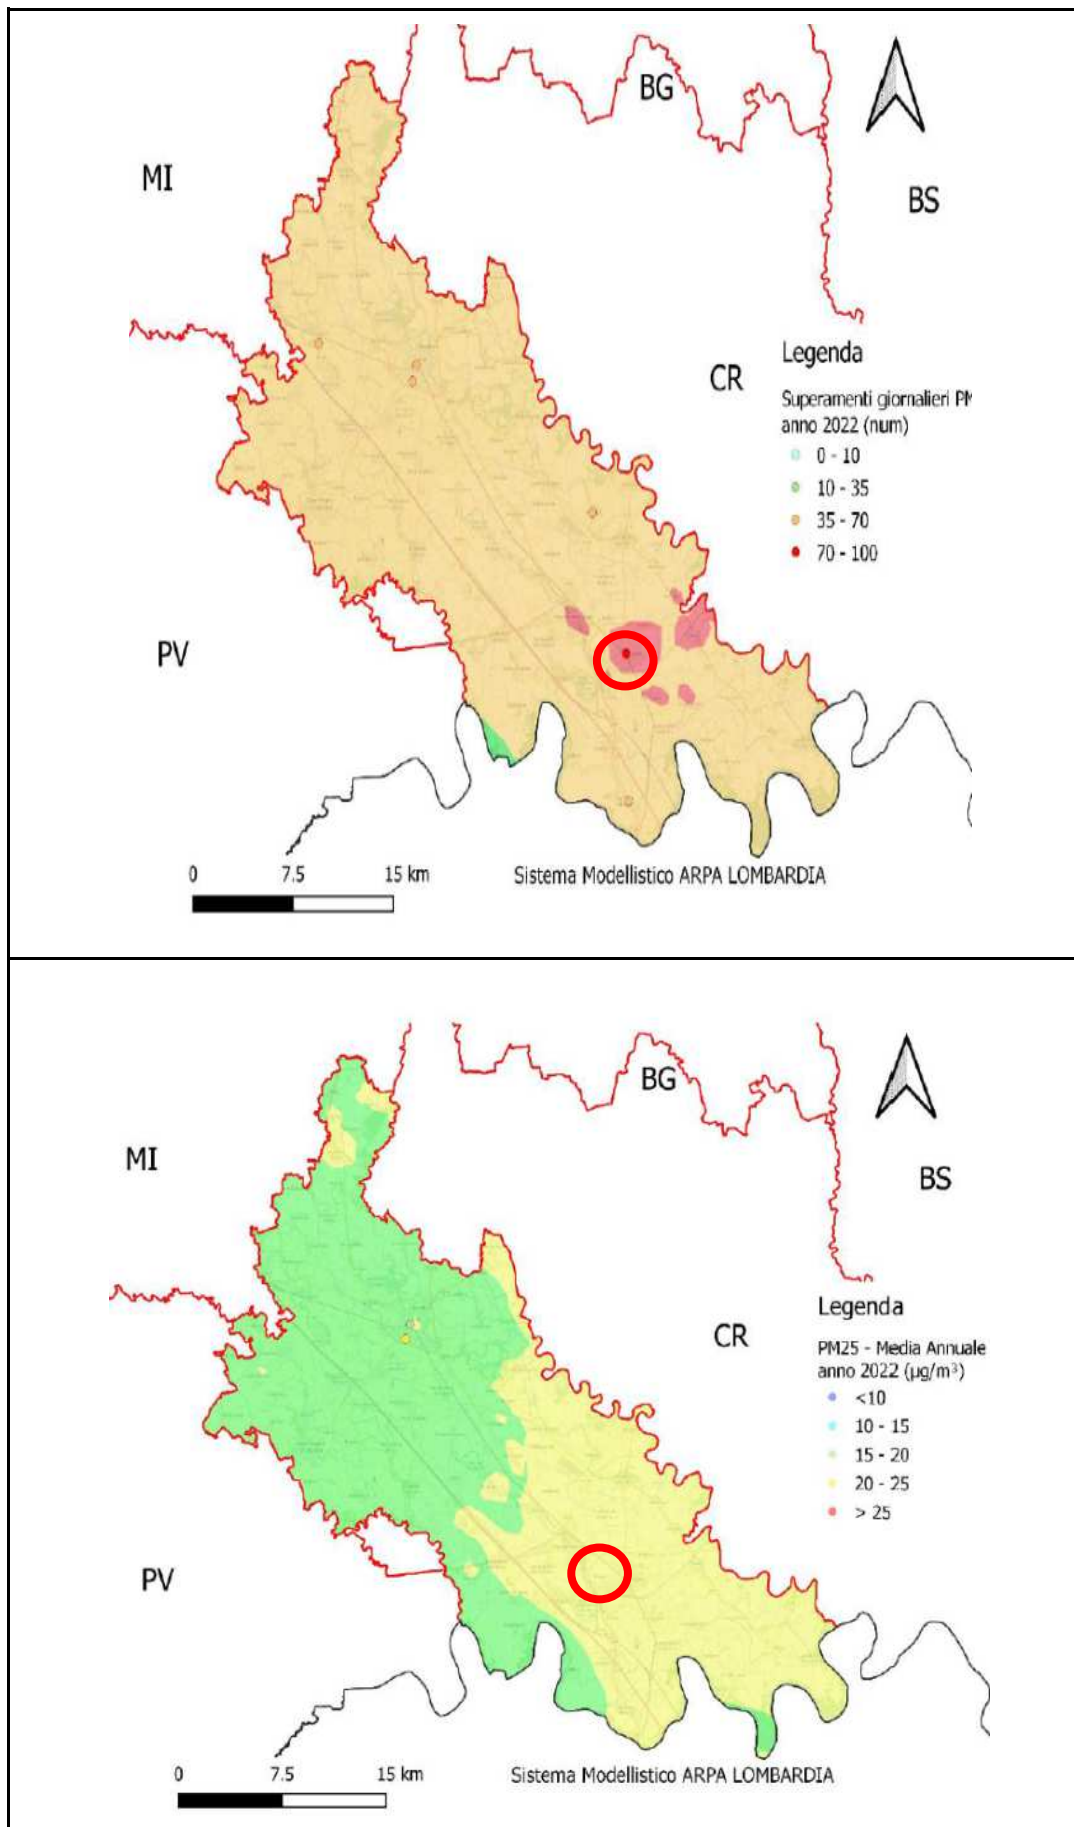 BG
MI
BS
CR
Legenda
Superamenti giornalieri PM
anno 2022 (num)
0 - 10
10 - 35
35 - 70
70 - 100
PV
0 7.5 15 km
Sistema Modellistico ARPA LOMBARDIA
BG
MI
BS
CR
Legenda
PM25 - Media Annuale
anno 2022 (µg/m³)
<10
10 - 15
15 - 20
20 - 25
> 25
PV
0 7.5 15 km
Sistema Modellistico ARPA LOMBARDIA